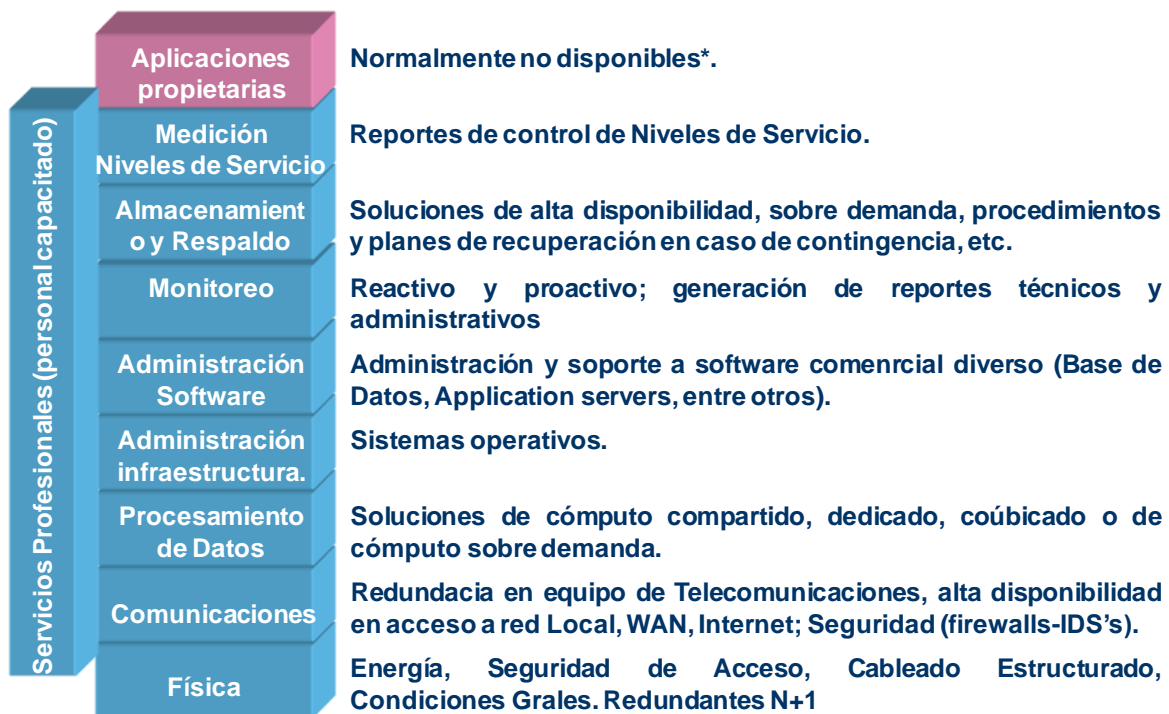 Servicios Profesionales (personal capacitado)
Aplicaciones
propietarias
Normalmente no disponibles*.
Medición
Niveles de Servicio
Reportes de control de Niveles de Servicio.
Almacenamient
o y Respaldo
Soluciones de alta disponibilidad, sobre demanda, procedimientos
y planes de recuperación en caso de contingencia, etc.
Monitoreo
Reactivo y proactivo; generación de reportes técnicos y
administrativos
Administración
Software
Administración y soporte a software comenrcial diverso (Base de
Datos, Application servers, entre otros).
Administración
infraestructura.
Sistemas operativos.
Procesamiento
de Datos
Soluciones de cómputo compartido, dedicado, coúbicado o de
cómputo sobre demanda.
Comunicaciones
Redundacia en equipo de Telecomunicaciones, alta disponibilidad
en acceso a red Local, WAN, Internet; Seguridad (firewalls-IDS's).
Física
Energía, Seguridad de Acceso, Cableado Estructurado,
Condiciones Grales. Redundantes N+1